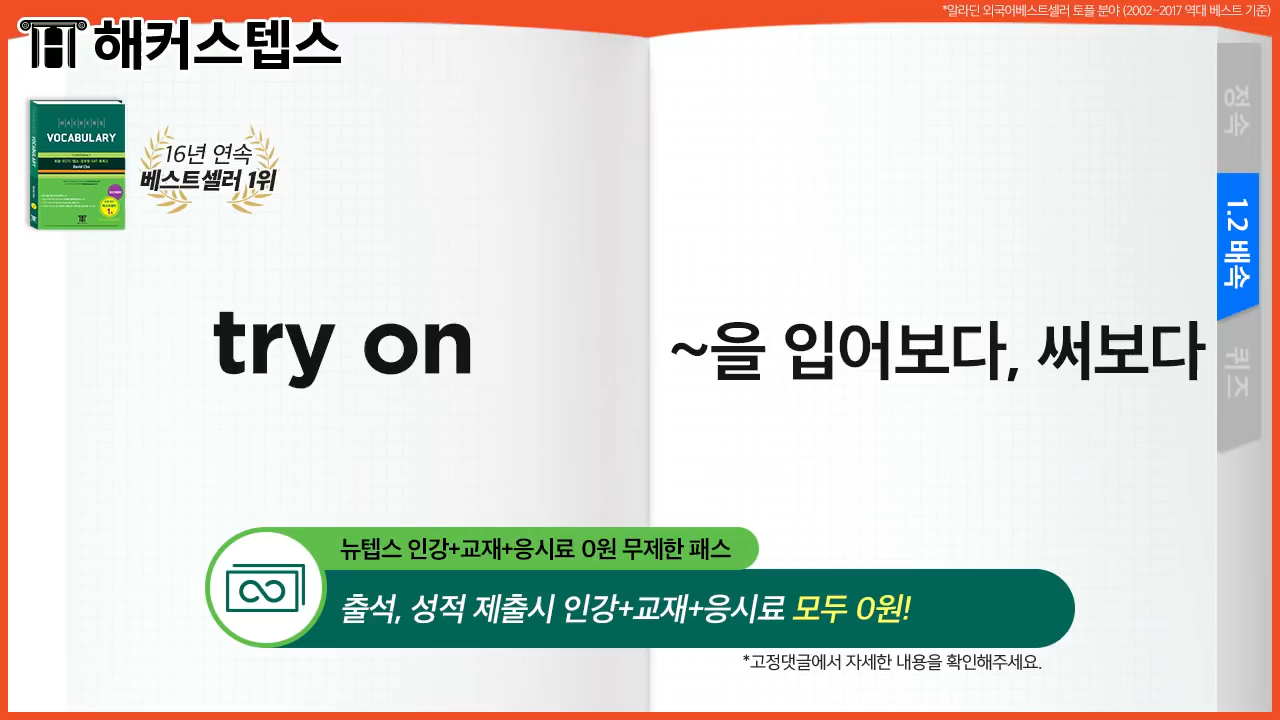 *알라딘 외국어베스트셀러 토플 분야 (2002~2017 역대 베스트 기준)
해커스텝스
HACKERS
VOCABULARY
16년 연속
베스트셀러 1위
정속
1.2 배속
퀴즈
try on
~을 입어보다, 써보다
뉴텝스 인강+교재+응시료 0원 무제한 패스
출석, 성적 제출시 인강+교재+응시료 모두 0원!
*고정댓글에서 자세한 내용을 확인해주세요.